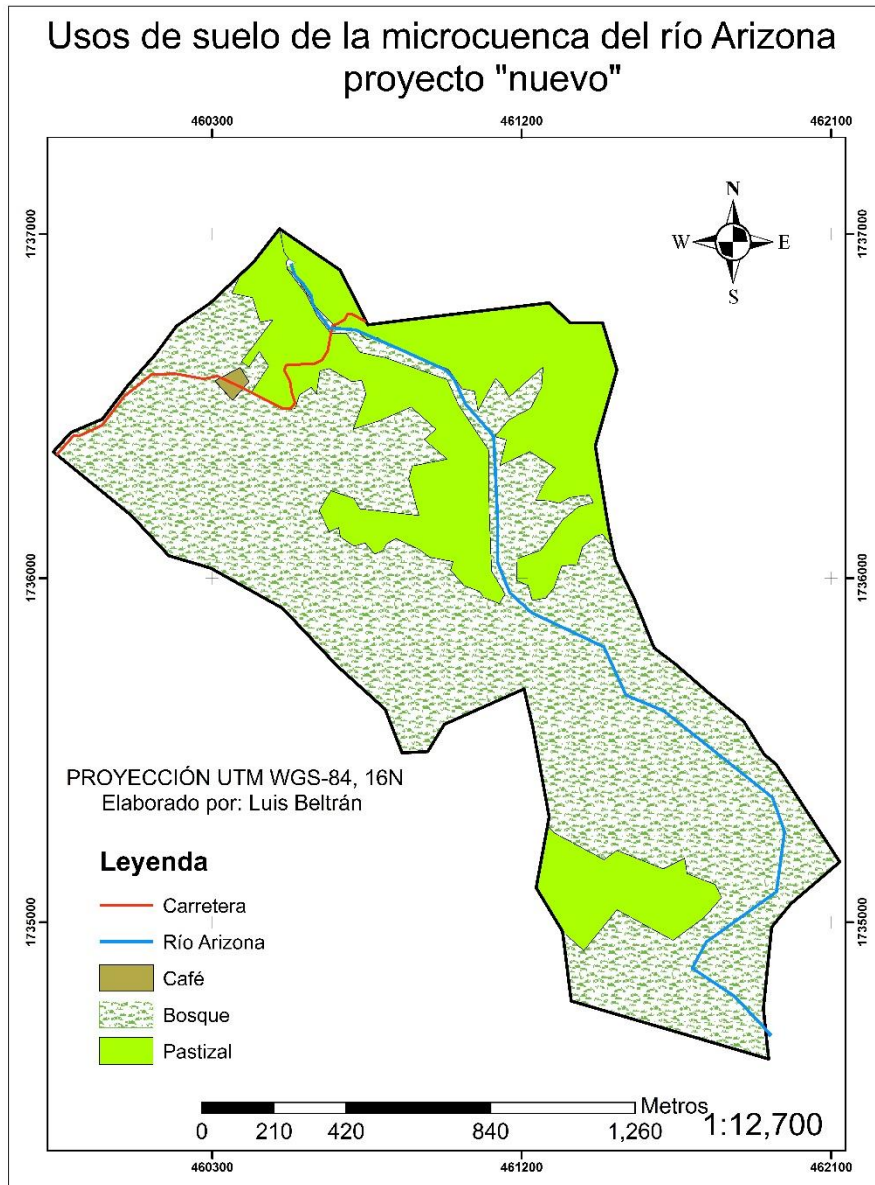 Usos de suelo de la microcuenca del río Arizona
proyecto "nuevo"
460300 461200 462100
N
1737000 W E 1737000
S
1736000 1736000
PROYECCIÓN UTM WGS-84, 16N
Elaborado por: Luis Beltrán
Leyenda
Carretera
1735000 1735000
Río Arizona
Café
Bosque
Pastizal
Metros
0 210 420 840 1,260
1:12,700
460300 461200 462100